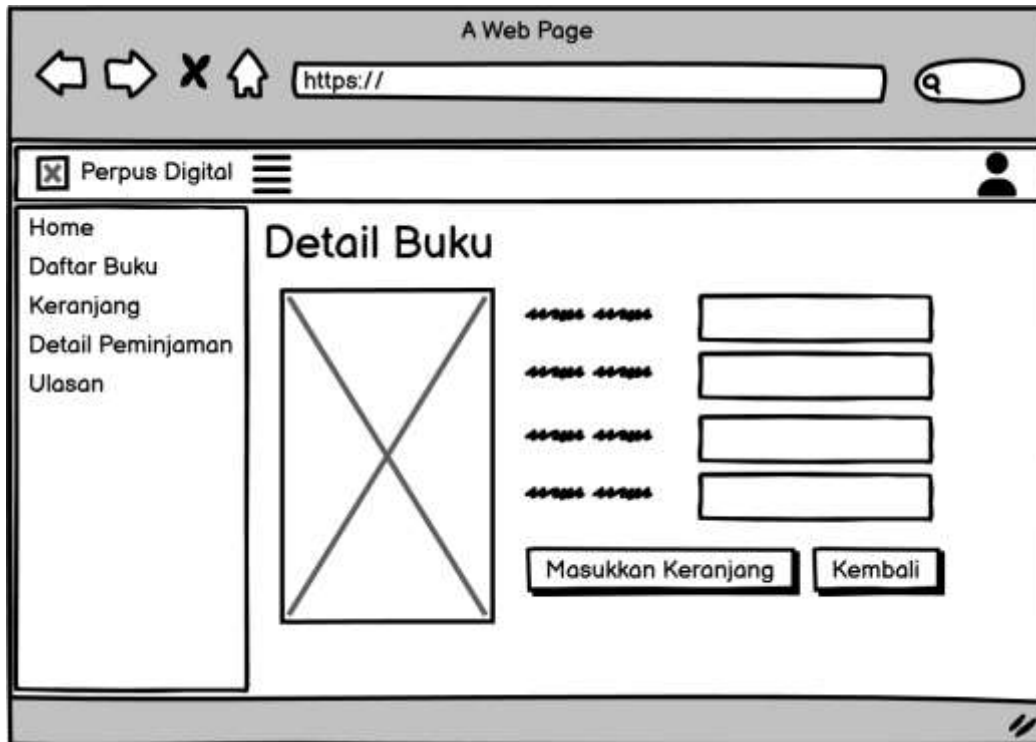 A Web Page
https://
Perpus Digital
Home
Daftar Buku
Keranjang
Detail Peminjaman
Ulasan
Detail Buku
Masukkan Keranjang
Kembali